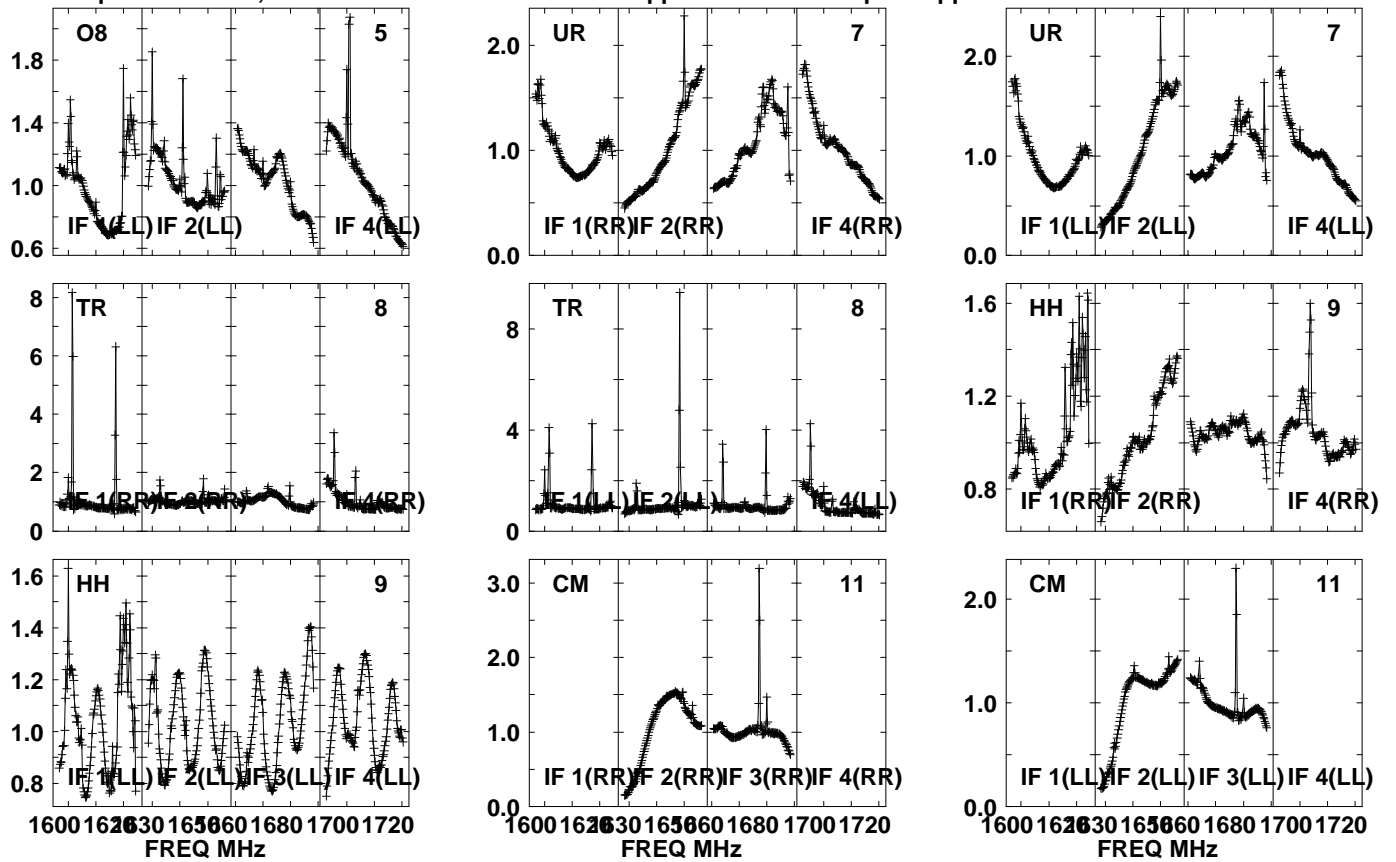 O8 5
1.8
1.4
1.0
0.6
IF 1(LL) IF 2(LL) IF 4(LL)
UR 7
2.0
1.0
0.0
IF 1(RR) IF 2(RR) IF 4(RR)
UR 7
2.0
1.0
0.0
IF 1(LL) IF 2(LL) IF 4(LL)
TR 8
8
6
4
2
0
IF 1(RR) IF 2(RR) IF 4(RR)
TR 8
8
4
0
IF 1(LL) IF 2(LL) IF 4(LL)
HH 9
1.6
1.2
0.8
IF 1(RR) IF 2(RR) IF 4(RR)
HH 9
1.6
1.4
1.2
1.0
0.8
IF 1(LL) IF 2(LL) IF 3(LL) IF 4(LL)
1600 1620 1630 1650 1660 1700 1720
FREQ MHz
CM 11
3.0
2.0
1.0
0.0
IF 1(RR) IF 2(RR) IF 3(RR) IF 4(RR)
1600 1620 1630 1650 1660 1700 1720
FREQ MHz
CM 11
2.0
1.0
0.0
IF 1(LL) IF 2(LL) IF 3(LL) IF 4(LL)
1600 1620 1630 1650 1660 1700 1720
FREQ MHz